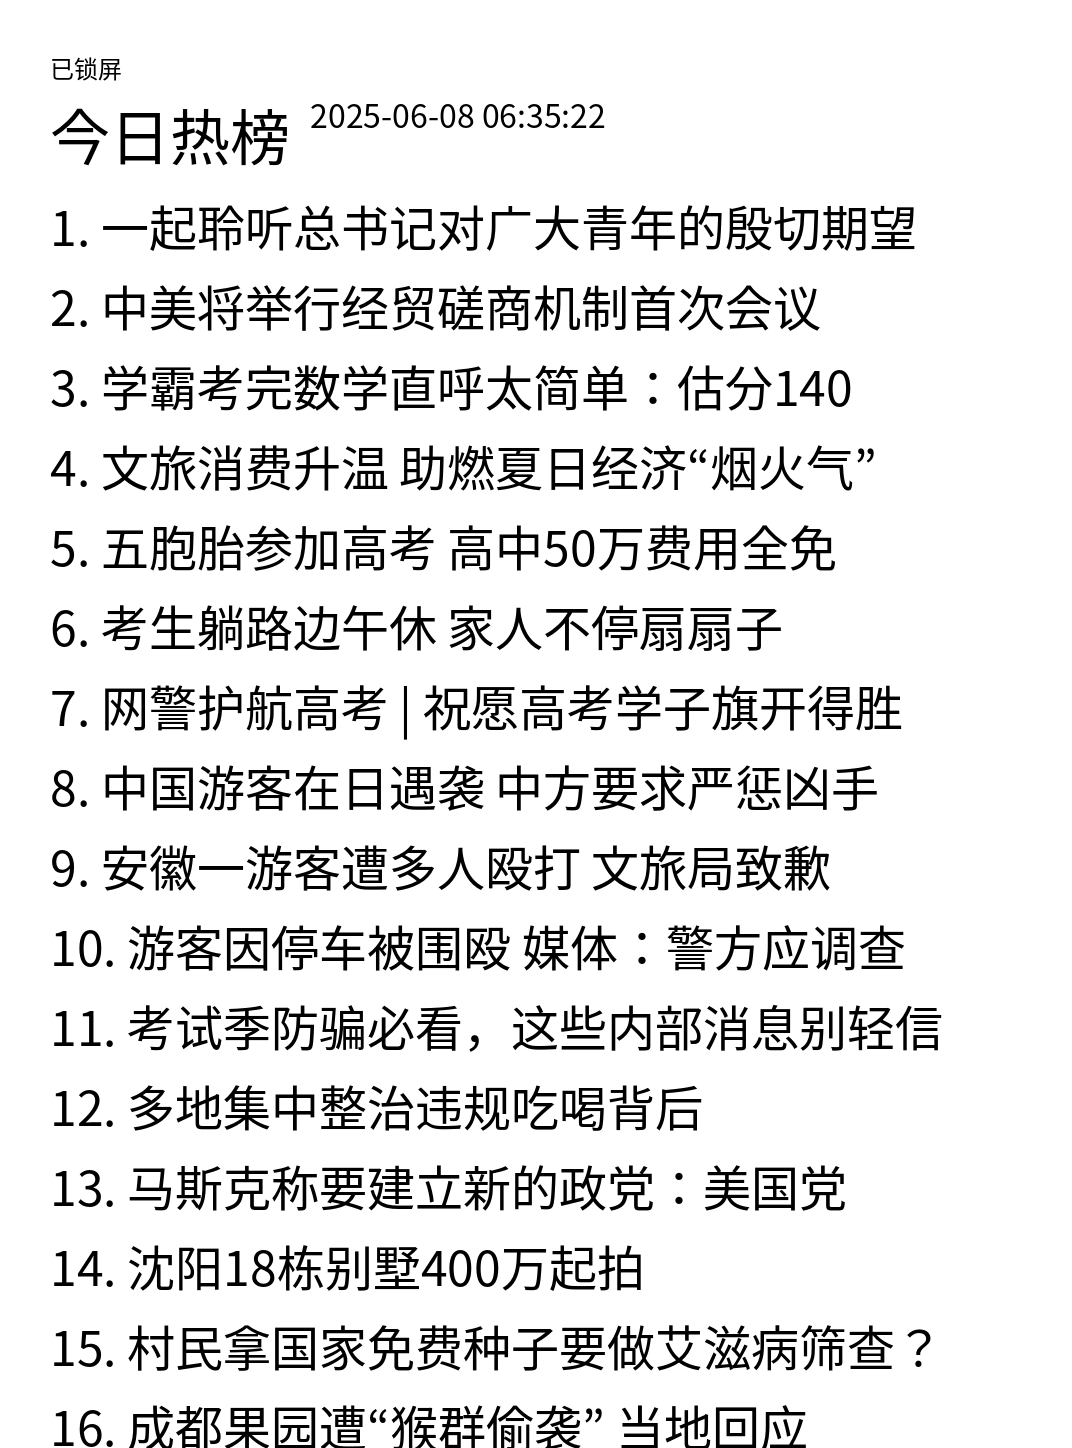 已锁屏
今日热榜 2025-06-08 06:35:22
1. 一起聆听总书记对广大青年的殷切期望
2. 中美将举行经贸磋商机制首次会议
3. 学霸考完数学直呼太简单：估分140
4. 文旅消费升温 助燃夏日经济“烟火气”
5. 五胞胎参加高考 高中50万费用全免
6. 考生躺路边午休 家人不停扇扇子
7. 网警护航高考 | 祝愿高考学子旗开得胜
8. 中国游客在日遇袭 中方要求严惩凶手
9. 安徽一游客遭多人殴打 文旅局致歉
10. 游客因停车被围殴 媒体：警方应调查
11. 考试季防骗必看，这些内部消息别轻信
12. 多地集中整治违规吃喝背后
13. 马斯克称要建立新的政党：美国党
14. 沈阳18栋别墅400万起拍
15. 村民拿国家免费种子要做艾滋病筛查？
16. 成都果园遭“猴群偷袭” 当地回应